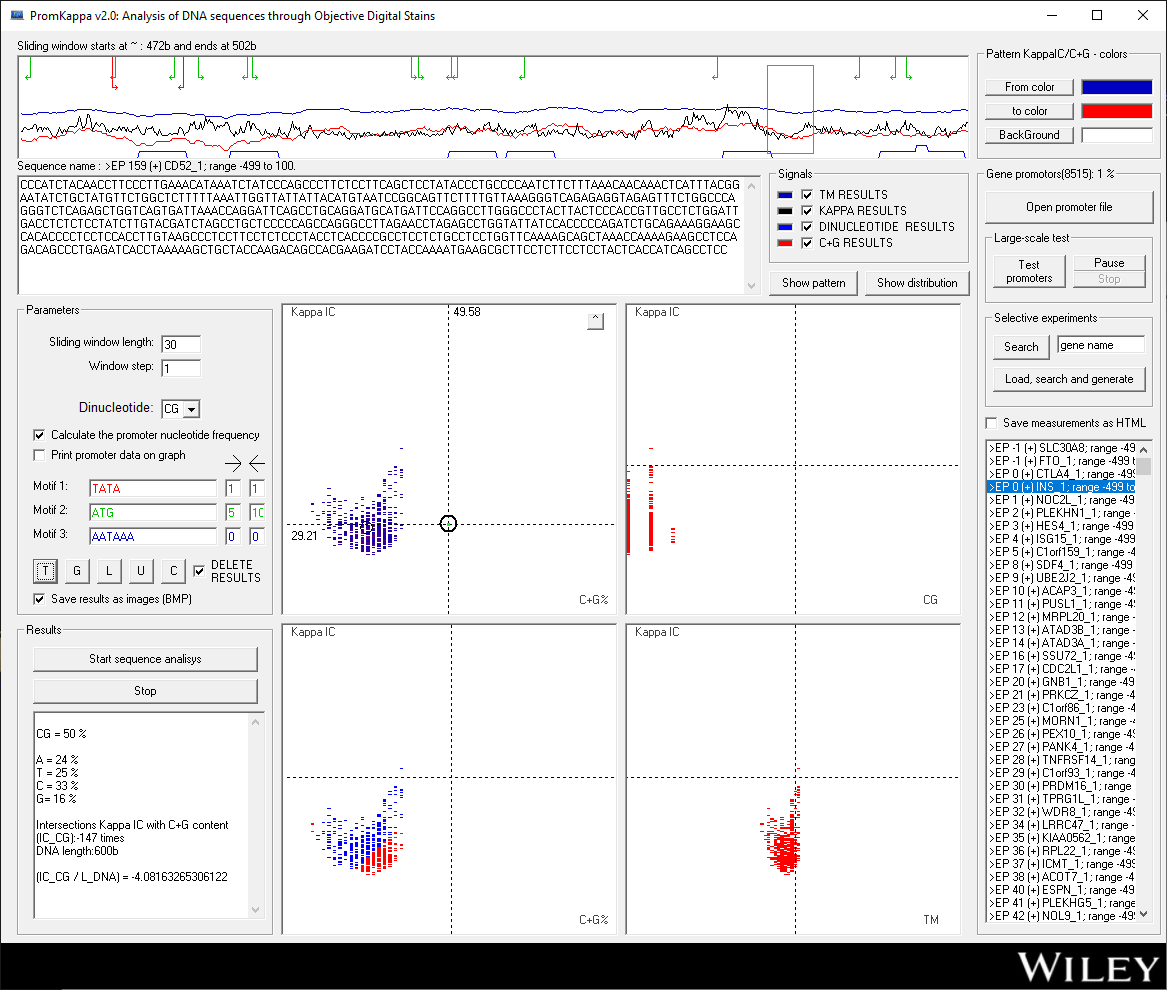 PromKappa v2.0: Analysis of DNA sequences through Objective Digital Stains
Sliding window starts at ~ : 472b and ends at 502b
Sequence name : >EP 159 (+) CD52_1; range -499 to 100.
CCCATCTACAACCTTCCCTTGAAACATAAATCTATCCCAGCCCTTCTCCTTCAGCTCCTATACCCTGCCCCAATCTTCTTTAAACAACAAACTCATTTACGG
AATATCTGCTATGTTCTGGCTCTTTTTAAATTGGTTATTATTACATGTAATCCGGCAGTTCTTTTGTTAAAGGGTCAGAGAGGTAGAGTTTCTGGCCCA
GGGTCTCAGAGCTGGTCAGTGATTAAACCAGGATTCAGCCTGCAGGATGCATGATTCCAGGCCTTGGGCCCTACTTACTCCCACCGTTGCCTCTGGATT
GACCTCTCTCCTATCTTGTACGATCTAGCCTGCTCCCCCAGCCAGGGCCTTAGAACCTAGAGCCTGGTATTATCCACCCCCAGATCTGCAGAAAGGAAGC
CACACCCCTCCTCCACCTTGTAAGCCCTCCTTCCTCTCCCTACCTCACCCCGCCTCCTCTGCCTCCTGGTTCAAAAGCAGCTAAACCAAAAGAAGCCTCCA
GACAGCCCTGAGATCACCTAAAAAGCTGCTACCAAGACAGCCACGAAGATCCTACCAAAATGAAGCGCTTCCTCTTCCTCCTACTCACCATCAGCCTCC
Signals
TM RESULTS
KAPPA RESULTS
DINUCLEOTIDE RESULTS
C+G RESULTS
Show pattern
Show distribution
Pattern KappaIC/C+G - colors
From color
to color
BackGround
Gene promotors(8515): 1 %
Open promoter file
Large-scale test
Test promoters
Pause
Stop
Selective experiments
Search
gene name
Load, search and generate
Save measurements as HTML
Parameters
Sliding window length: 30
Window step: 1
Dinucleotide: CG
Calculate the promoter nucleotide frequency
Print promoter data on graph
Motif 1: TATA 1 1
Motif 2: ATG 5 10
Motif 3: AATAAA 0 0
T G L U C
DELETE RESULTS
Save results as images (BMP)
Kappa IC
49.58
29.21
C+G%
Kappa IC
CG
Kappa IC
C+G%
Kappa IC
TM
Results
Start sequence analisys
Stop
CG = 50 %
A = 24 %
T = 25 %
C = 33 %
G= 16 %
Intersections Kappa IC with C+G content
(IC_CG):-147 times
DNA length:600b
(IC_CG / L_DNA) = -4.08163265306122
>EP -1 (+) SLC30A8; range -49
>EP -1 (+) FTO_1; range -499 t
>EP 0 (+) CTLA4_1; range -49
>EP 0 (+) INS_1; range -499 to
>EP 1 (+) NOC2L_1; range -49
>EP 2 (+) PLEKHN1_1; range -
>EP 3 (+) HES4_1; range -499
>EP 4 (+) ISG15_1; range -499
>EP 5 (+) C1orf159_1; range -4
>EP 8 (+) SDF4_1; range -499
>EP 9 (+) UBE2J2_1; range -49
>EP 10 (+) ACAP3_1; range -4
>EP 11 (+) PUSL1_1; range -4
>EP 12 (+) MRPL20_1; range -
>EP 13 (+) ATAD3B_1; range -
>EP 14 (+) ATAD3A_1; range -
>EP 16 (+) SSU72_1; range -4
>EP 17 (+) CDC2L1_1; range -
>EP 20 (+) GNB1_1; range -49
>EP 21 (+) PRKCZ_1; range -4
>EP 23 (+) C1orf86_1; range -4
>EP 25 (+) MORN1_1; range -
>EP 26 (+) PEX10_1; range -4
>EP 27 (+) PANK4_1; range -4
>EP 28 (+) TNFRSF14_1; rang
>EP 29 (+) C1orf93_1; range -4
>EP 30 (+) PRDM16_1; range
>EP 31 (+) TPRG1L_1; range
>EP 32 (+) WDR8_1; range -4
>EP 34 (+) LRRC47_1; range -
>EP 35 (+) KIAA0562_1; range
>EP 36 (+) RPL22_1; range -4
>EP 37 (+) ICMT_1; range -499
>EP 38 (+) ACOT7_1; range -4
>EP 40 (+) ESPN_1; range -49
>EP 41 (+) PLEKHG5_1; range
>EP 42 (+) NOL9_1; range -49
WILEY